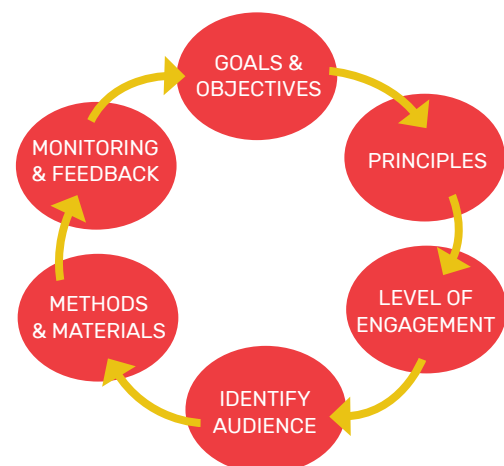 GOALS &
OBJECTIVES
PRINCIPLES
LEVEL OF
ENGAGEMENT
IDENTIFY
AUDIENCE
METHODS
& MATERIALS
MONITORING
& FEEDBACK